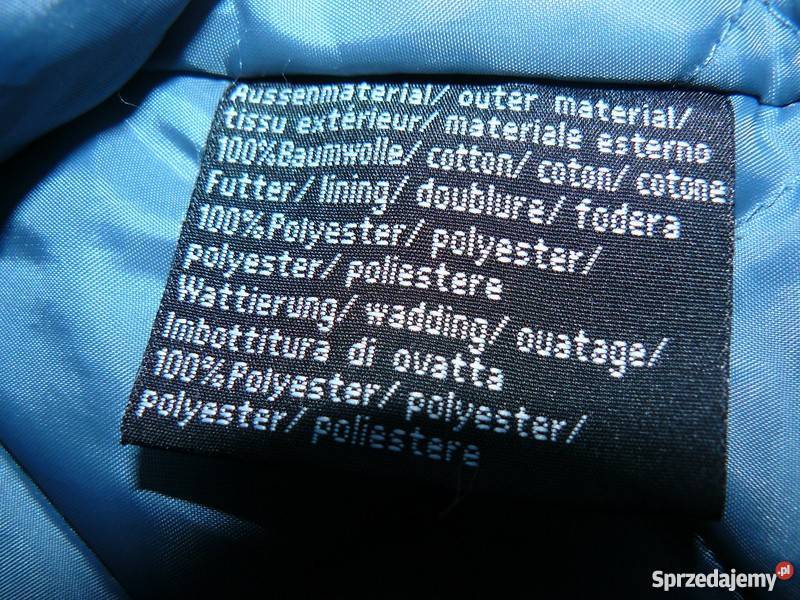 Aussenmaterial/ outer material/
tissu extérieur/ materiale esterno
100%Baumwolle/ cotton/ coton/ cotone
Futter/ lining/ doublure/ fodera
100%Polyester/ polyester/
polyester/ poliestere
Wattierung/ wadding/ ouatage/
Imbottitura di ovatta
100%Polyester/ polyester/
polyester/ poliestere
Sprzedajemy.pl